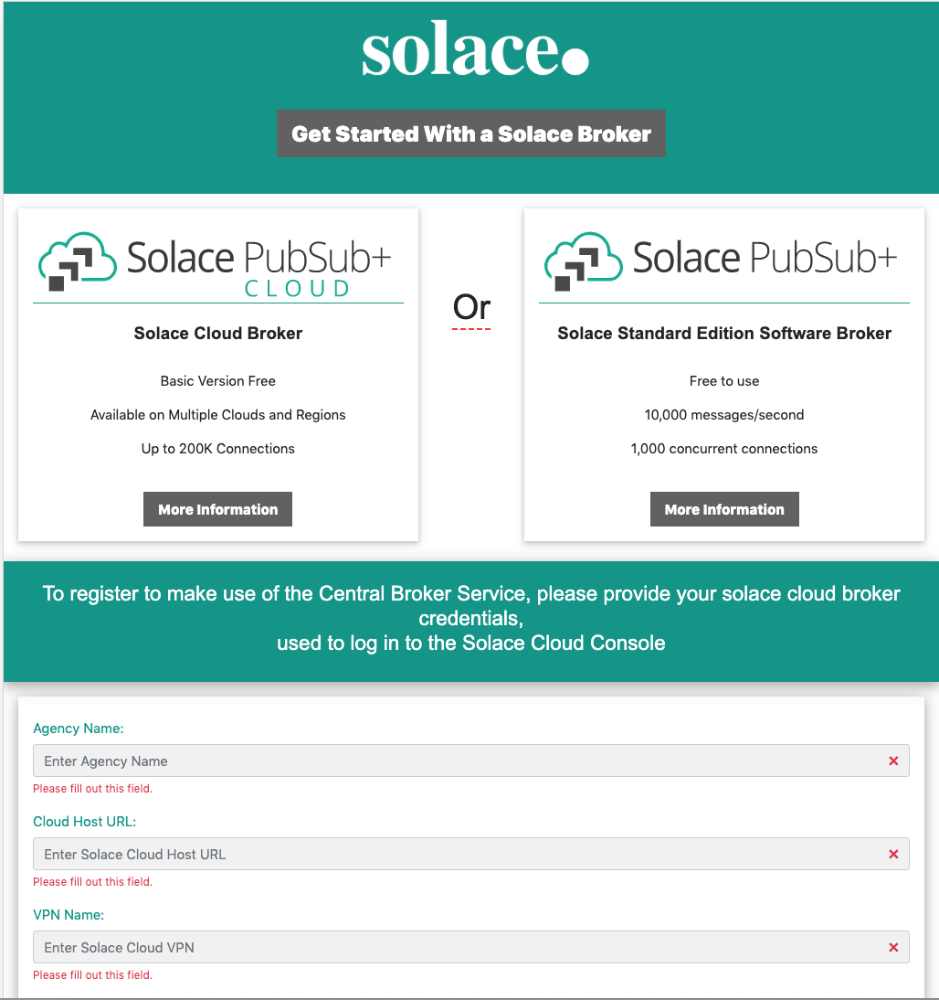 solace.
Get Started With a Solace Broker
Solace PubSub+
CLOUD
Solace Cloud Broker
Basic Version Free
Available on Multiple Clouds and Regions
Up to 200K Connections
More Information
Or
Solace PubSub+
Solace Standard Edition Software Broker
Free to use
10,000 messages/second
1,000 concurrent connections
More Information
To register to make use of the Central Broker Service, please provide your solace cloud broker
credentials,
used to log in to the Solace Cloud Console
Agency Name:
Enter Agency Name
Please fill out this field.
Cloud Host URL:
Enter Solace Cloud Host URL
Please fill out this field.
VPN Name:
Enter Solace Cloud VPN
Please fill out this field.